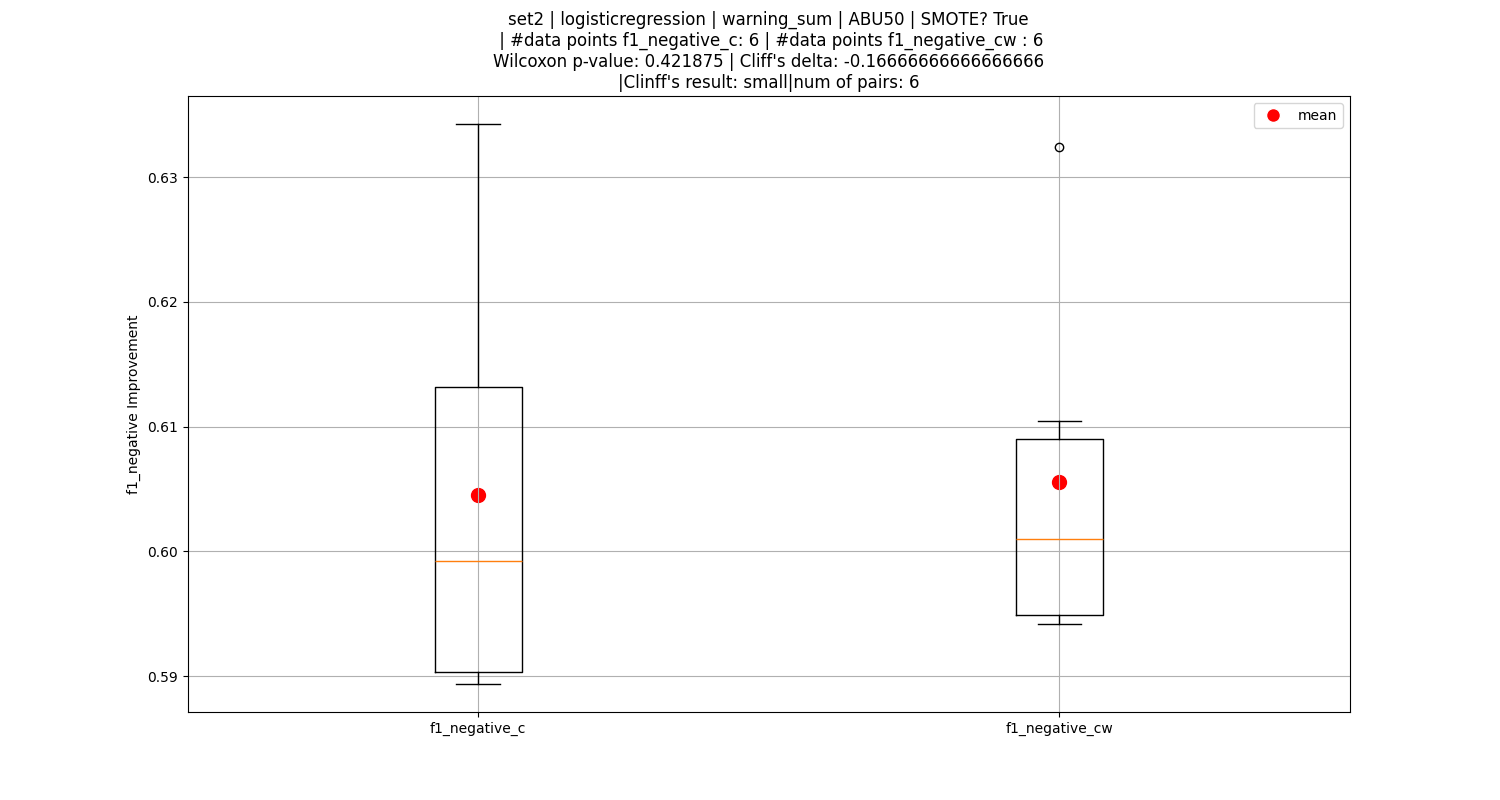 set2 | logisticregression | warning_sum | ABU50 | SMOTE? True
| #data points f1_negative_c: 6 | #data points f1_negative_cw : 6
Wilcoxon p-value: 0.421875 | Cliff's delta: -0.16666666666666666
|Clinff's result: small|num of pairs: 6
mean
0.63
0.62
0.61
0.60
0.59
f1_negative Improvement
f1_negative_c
f1_negative_cw